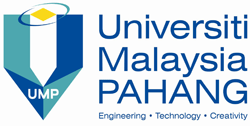 UMP
Universiti
Malaysia
PAHANG
Engineering • Technology • Creativity